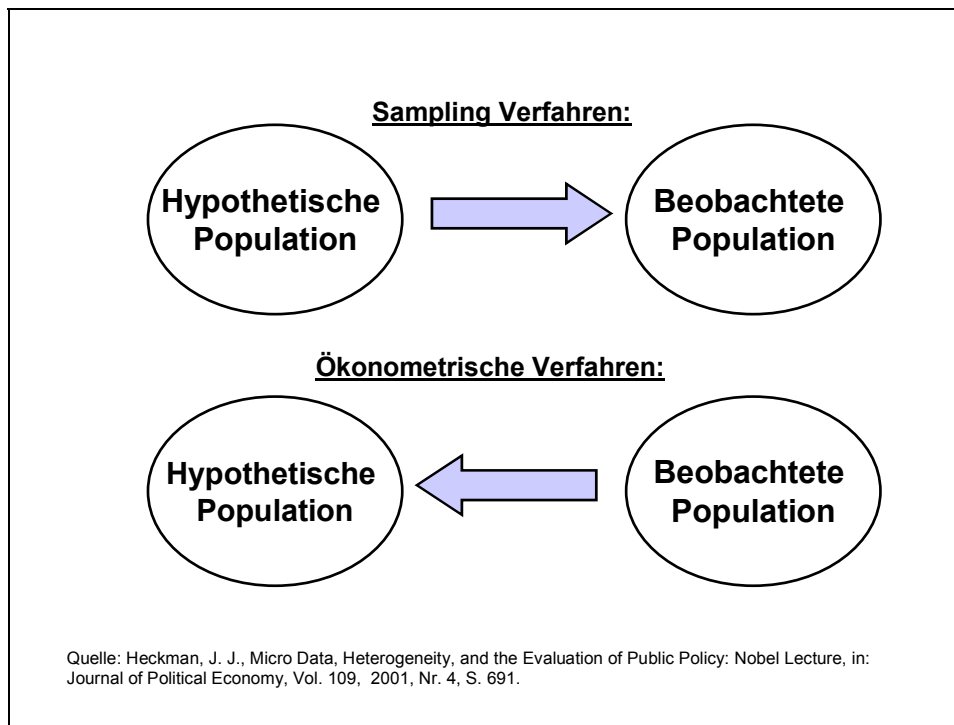 Sampling Verfahren:
Hypothetische
Population
Beobachtete
Population
Ökonometrische Verfahren:
Hypothetische
Population
Beobachtete
Population
Quelle: Heckman, J. J., Micro Data, Heterogeneity, and the Evaluation of Public Policy: Nobel Lecture, in:
Journal of Political Economy, Vol. 109, 2001, Nr. 4, S. 691.